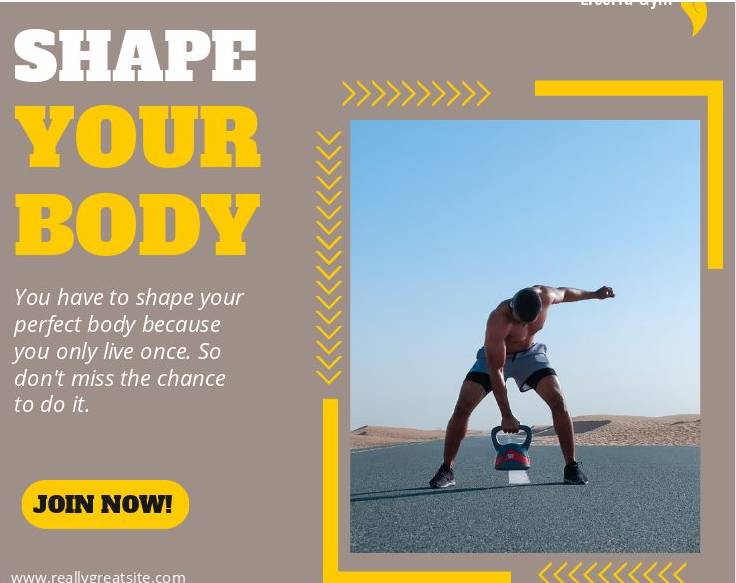 SHAPE
YOUR
BODY
You have to shape your
perfect body because
you only live once. So
don't miss the chance
to do it.
JOIN NOW!
www.reallygreatsite.com
Gym